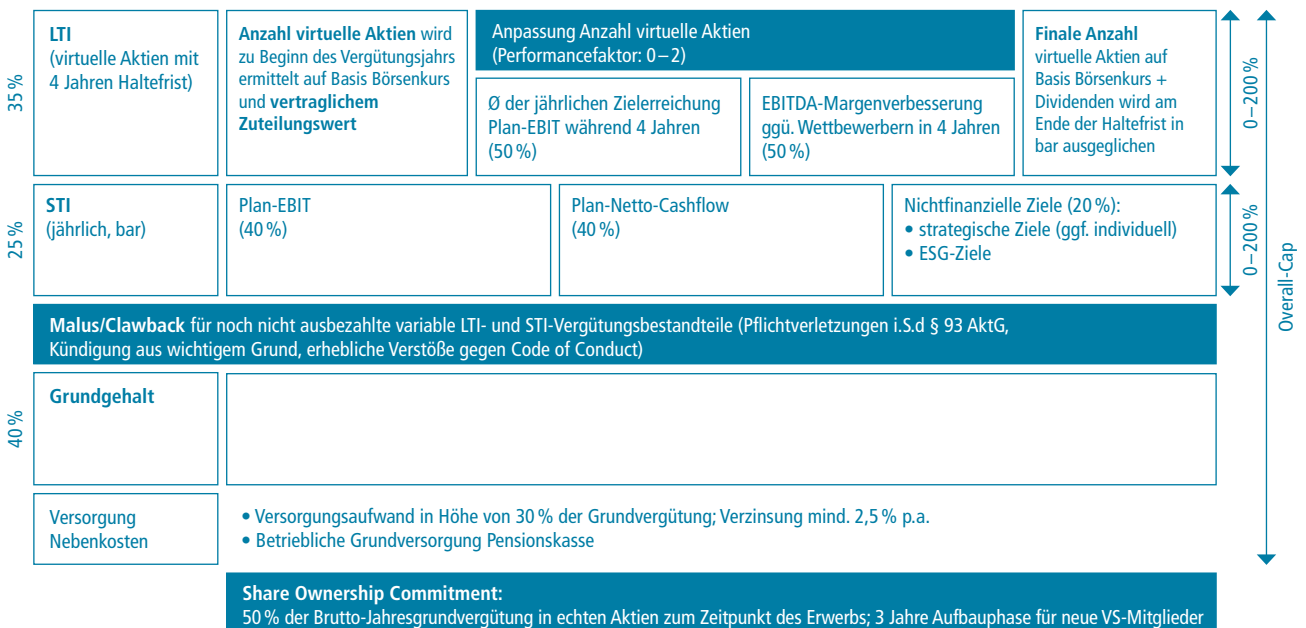 35 %
LTI
(virtuelle Aktien mit
4 Jahren Haltefrist)
Anzahl virtuelle Aktien wird
zu Beginn des Vergütungsjahrs
ermittelt auf Basis Börsenkurs
und vertraglichem
Zuteilungswert
Anpassung Anzahl virtuelle Aktien
(Performancefaktor: 0 – 2)
Ø der jährlichen Zielerreichung
Plan-EBIT während 4 Jahren
(50 %)
EBITDA-Margenverbesserung
ggü. Wettbewerbern in 4 Jahren
(50 %)
Finale Anzahl
virtuelle Aktien auf
Basis Börsenkurs +
Dividenden wird am
Ende der Haltefrist in
bar ausgeglichen
0 – 200 %
25 %
STI
(jährlich, bar)
Plan-EBIT
(40 %)
Plan-Netto-Cashflow
(40 %)
Nichtfinanzielle Ziele (20 %):
• strategische Ziele (ggf. individuell)
• ESG-Ziele
0 – 200 %
Overall-Cap
Malus/Clawback für noch nicht ausbezahlte variable LTI- und STI-Vergütungsbestandteile (Pflichtverletzungen i.S.d § 93 AktG,
Kündigung aus wichtigem Grund, erhebliche Verstöße gegen Code of Conduct)
40 %
Grundgehalt
Versorgung
Nebenkosten
• Versorgungsaufwand in Höhe von 30 % der Grundvergütung; Verzinsung mind. 2,5 % p.a.
• Betriebliche Grundversorgung Pensionskasse
Share Ownership Commitment:
50 % der Brutto-Jahresgrundvergütung in echten Aktien zum Zeitpunkt des Erwerbs; 3 Jahre Aufbauphase für neue VS-Mitglieder